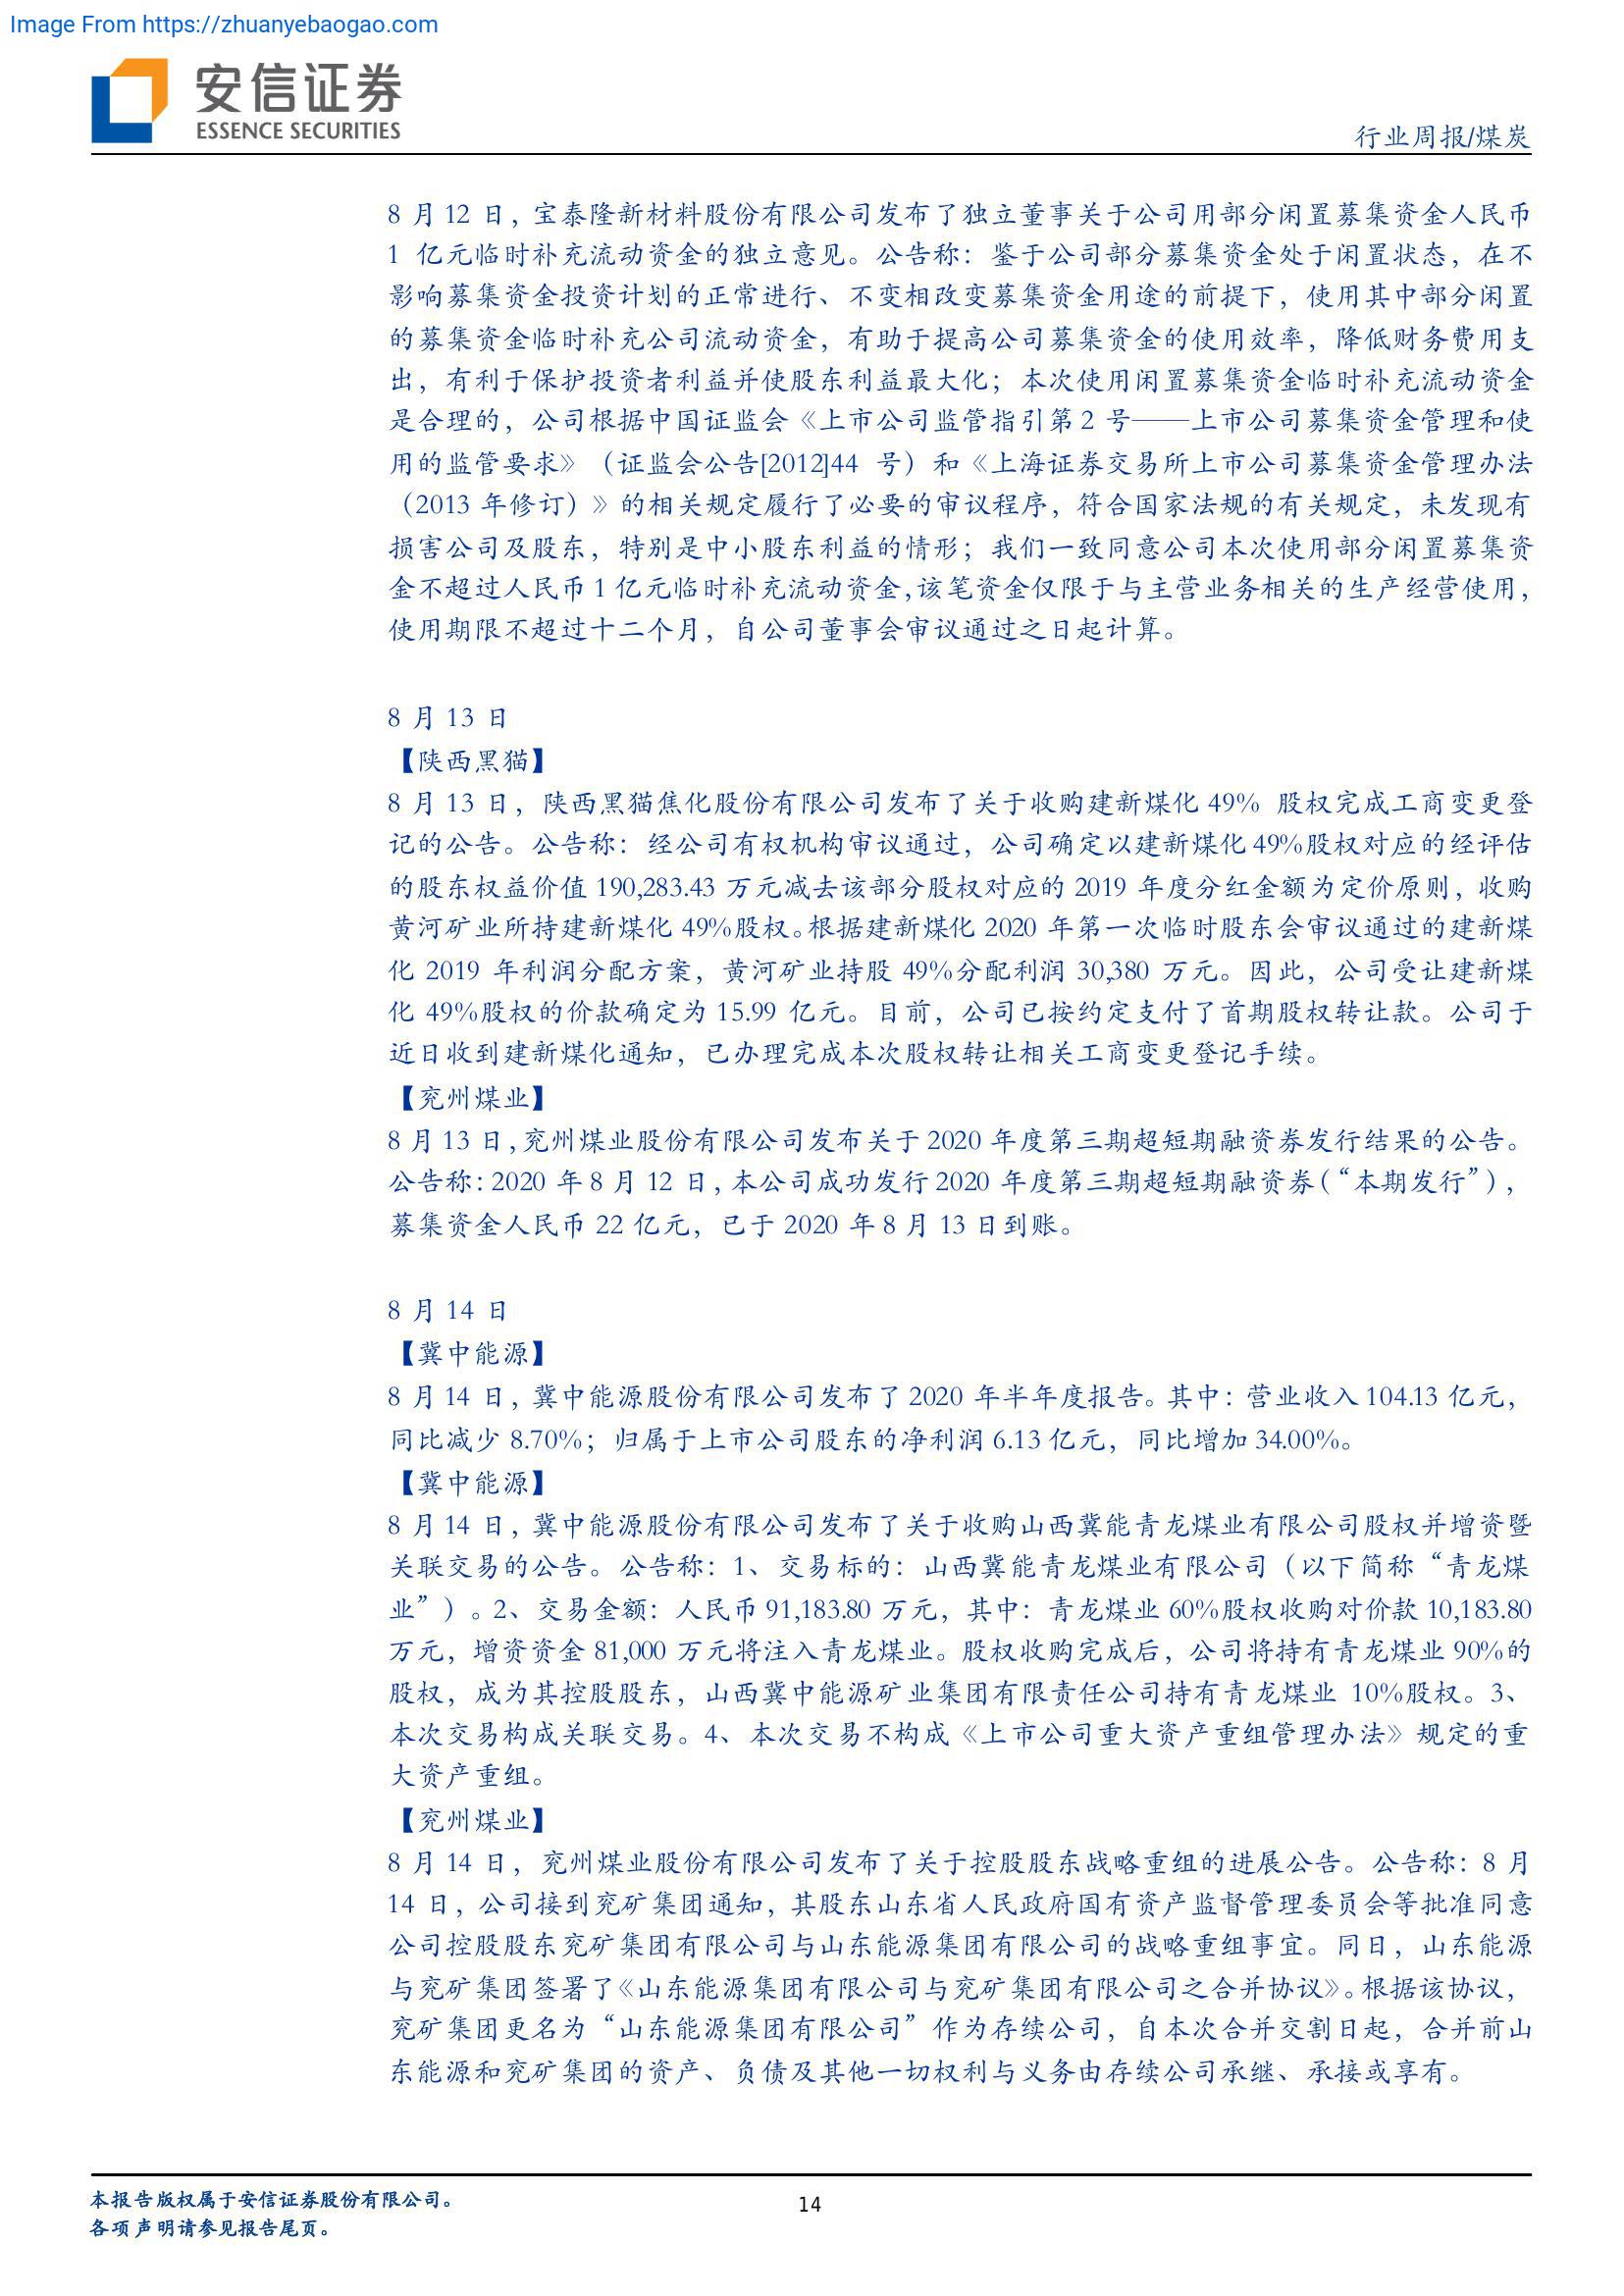 Image From https://zhuanyebaogao.com
安信证券
ESSENCE SECURITIES
行业周报/煤炭
8 月 12 日，宝泰隆新材料股份有限公司发布了独立董事关于公司用部分闲置募集资金人民币
1 亿元临时补充流动资金的独立意见。公告称：鉴于公司部分募集资金处于闲置状态，在不
影响募集资金投资计划的正常进行、不变相改变募集资金用途的前提下，使用其中部分闲置
的募集资金临时补充公司流动资金，有助于提高公司募集资金的使用效率，降低财务费用支
出，有利于保护投资者利益并使股东利益最大化；本次使用闲置募集资金临时补充流动资金
是合理的，公司根据中国证监会《上市公司监管指引第 2 号——上市公司募集资金管理和使
用的监管要求》（证监会公告[2012]44 号）和《上海证券交易所上市公司募集资金管理办法
（2013 年修订）》的相关规定履行了必要的审议程序，符合国家法规的有关规定，未发现有
损害公司及股东，特别是中小股东利益的情形；我们一致同意公司本次使用部分闲置募集资
金不超过人民币 1 亿元临时补充流动资金，该笔资金仅限于与主营业务相关的生产经营使用，
使用期限不超过十二个月，自公司董事会审议通过之日起计算。
8 月 13 日
【陕西黑猫】
8 月 13 日，陕西黑猫焦化股份有限公司发布了关于收购建新煤化 49% 股权完成工商变更登
记的公告。公告称：经公司有权机构审议通过，公司确定以建新煤化 49%股权对应的经评估
的股东权益价值 190,283.43 万元减去该部分股权对应的 2019 年度分红金额为定价原则，收购
黄河矿业所持建新煤化 49%股权。根据建新煤化 2020 年第一次临时股东会审议通过的建新煤
化 2019 年利润分配方案，黄河矿业持股 49%分配利润 30,380 万元。因此，公司受让建新煤
化 49%股权的价款确定为 15.99 亿元。目前，公司已按约定支付了首期股权转让款。公司于
近日收到建新煤化通知，已办理完成本次股权转让相关工商变更登记手续。
【兖州煤业】
8 月 13 日，兖州煤业股份有限公司发布关于 2020 年度第三期超短期融资券发行结果的公告。
公告称：2020 年 8 月 12 日，本公司成功发行 2020 年度第三期超短期融资券（“本期发行”），
募集资金人民币 22 亿元，已于 2020 年 8 月 13 日到账。
8 月 14 日
【冀中能源】
8 月 14 日，冀中能源股份有限公司发布了 2020 年半年度报告。其中：营业收入 104.13 亿元，
同比减少 8.70%；归属于上市公司股东的净利润 6.13 亿元，同比增加 34.00%。
【冀中能源】
8 月 14 日，冀中能源股份有限公司发布了关于收购山西冀能青龙煤业有限公司股权并增资暨
关联交易的公告。公告称：1、交易标的：山西冀能青龙煤业有限公司（以下简称“青龙煤
业”）。2、交易金额：人民币 91,183.80 万元，其中：青龙煤业 60%股权收购对价款 10,183.80
万元，增资资金 81,000 万元将注入青龙煤业。股权收购完成后，公司将持有青龙煤业 90%的
股权，成为其控股股东，山西冀中能源矿业集团有限责任公司持有青龙煤业 10%股权。3、
本次交易构成关联交易。4、本次交易不构成《上市公司重大资产重组管理办法》规定的重
大资产重组。
【兖州煤业】
8 月 14 日，兖州煤业股份有限公司发布了关于控股股东战略重组的进展公告。公告称：8 月
14 日，公司接到兖矿集团通知，其股东山东省人民政府国有资产监督管理委员会等批准同意
公司控股股东兖矿集团有限公司与山东能源集团有限公司的战略重组事宜。同日，山东能源
与兖矿集团签署了《山东能源集团有限公司与兖矿集团有限公司之合并协议》。根据该协议，
兖矿集团更名为“山东能源集团有限公司”作为存续公司，自本次合并交割日起，合并前山
东能源和兖矿集团的资产、负债及其他一切权利与义务由存续公司承继、承接或享有。
本报告版权属于安信证券股份有限公司。
各项声明请参见报告尾页。
14